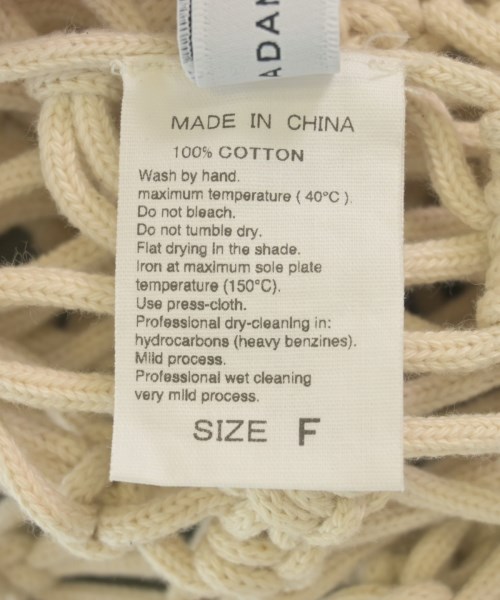 ADAN
MADE IN CHINA
100% COTTON
Wash by hand.
maximum temperature ( 40°C ).
Do not bleach.
Do not tumble dry.
Flat drying in the shade.
Iron at maximum sole plate
temperature (150°C).
Use press-cloth.
Professional dry-cleaning in:
hydrocarbons (heavy benzines).
Mild process.
Professional wet cleaning
very mild process.
SIZE F